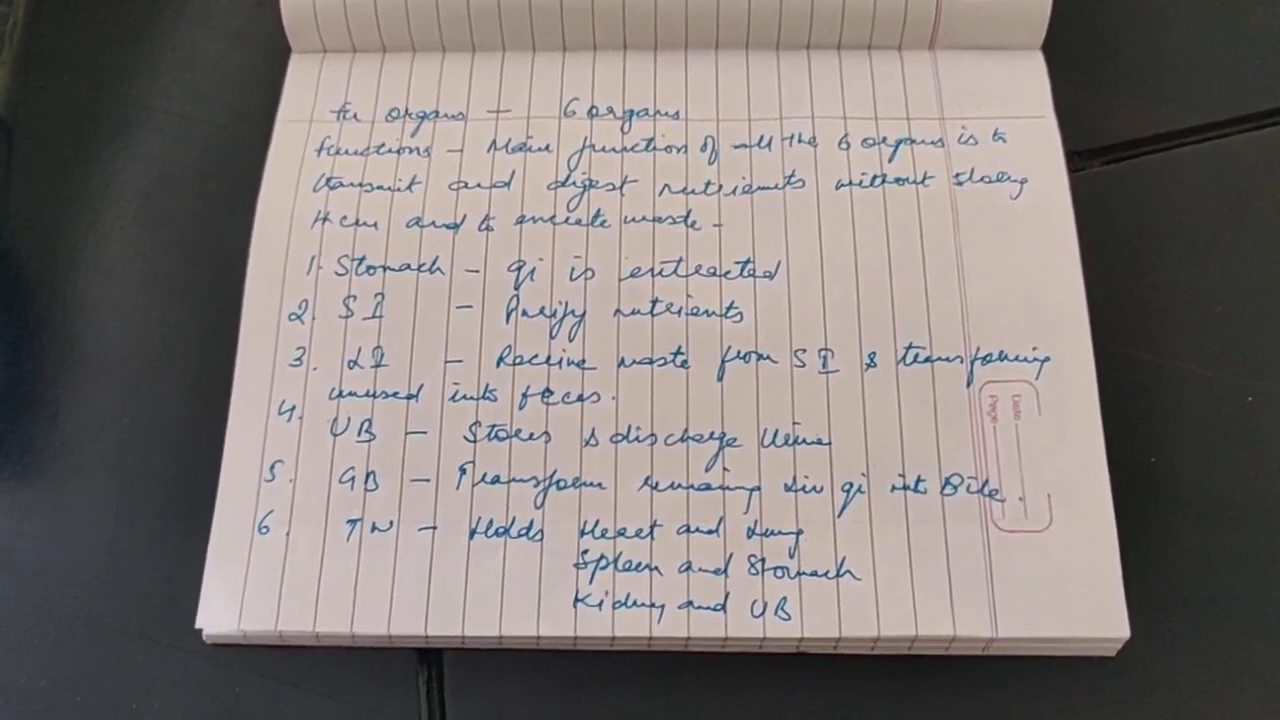 Fu organs — 6 organs
functions - Main function of all the 6 organs is to
transmit and digest nutrients without storing
them and to excrete waste -
1. Stomach - qi is extracted
2. SI - Purify nutrients
3. LI - Receive waste from SI & transforming
unused into feces.
4. UB - Stores & discharge Urine
5. GB - Transform remaining Liv qi into Bile.
6. TW - Holds Heart and Lung
Spleen and Stomach
Kidney and UB
Date
Page